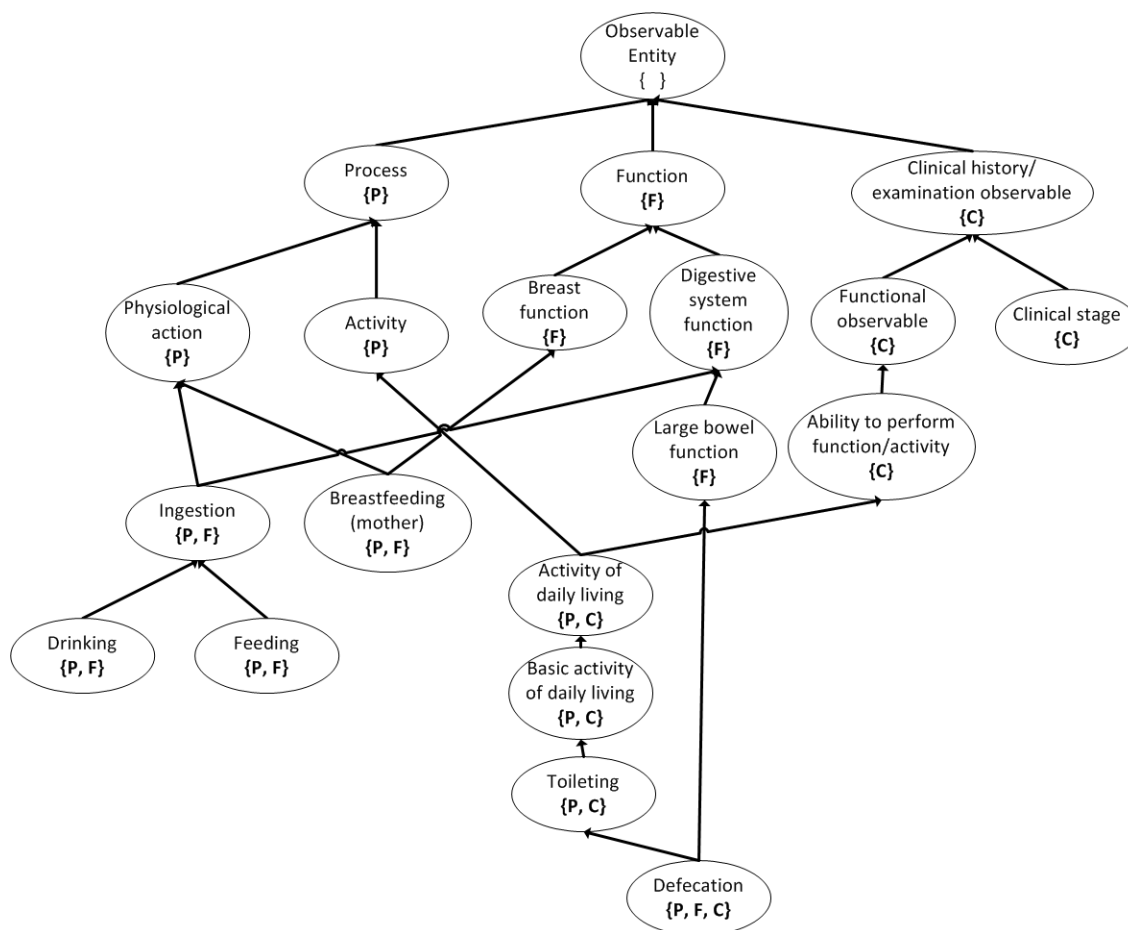 Observable
Entity
{ }
Process
{P}
Function
{F}
Clinical history/
examination observable
{C}
Physiological
action
{P}
Activity
{P}
Breast
function
{F}
Digestive
system
function
{F}
Functional
observable
{C}
Clinical stage
{C}
Large bowel
function
{F}
Ability to perform
function/activity
{C}
Ingestion
{P, F}
Breastfeeding
(mother)
{P, F}
Activity of
daily living
{P, C}
Drinking
{P, F}
Feeding
{P, F}
Basic activity
of daily living
{P, C}
Toileting
{P, C}
Defecation
{P, F, C}